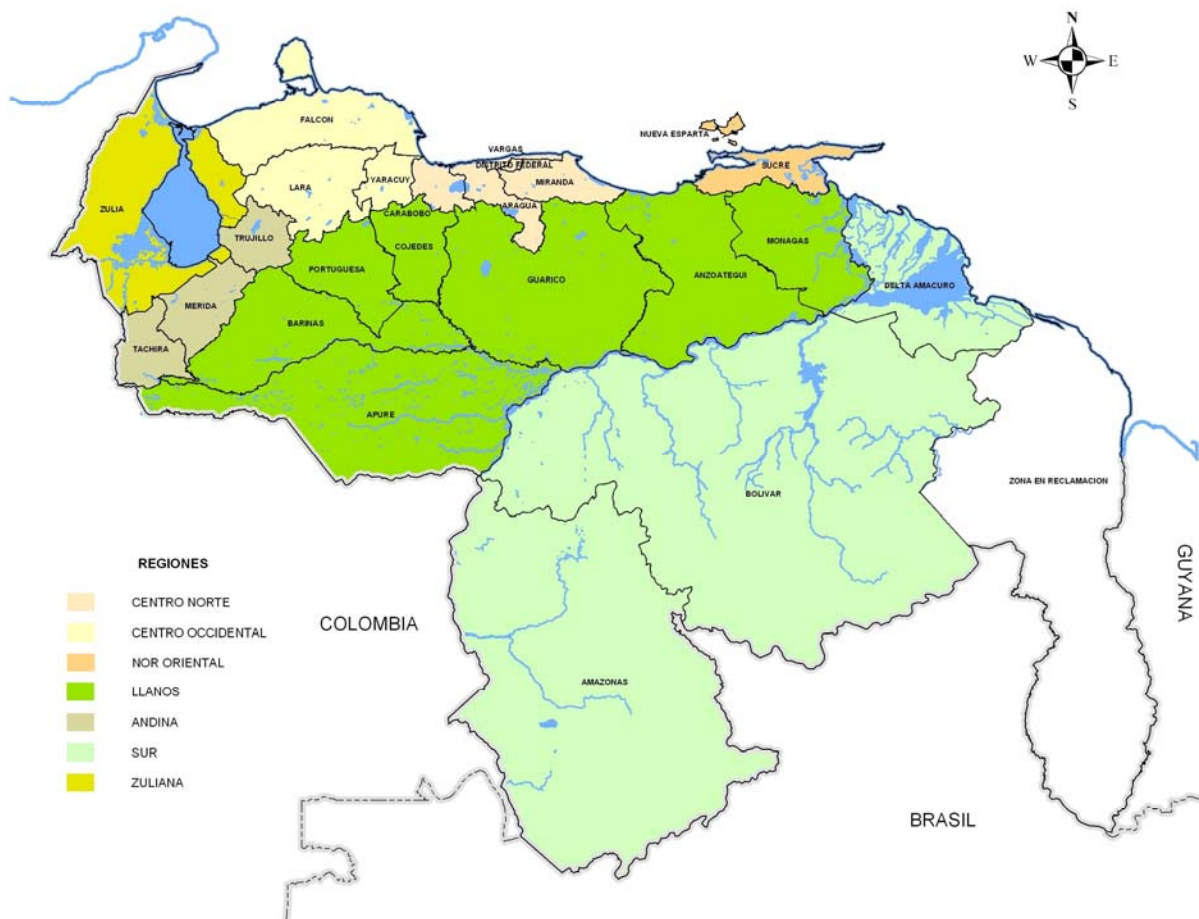 N
W
E
S
FALCON
NUEVA ESPARTA
VARGAS
DISTRITO FEDERAL
SUCRE
LARA
YARACUY
MIRANDA
ZULIA
ARAGUA
CARABOBO
TRUJILLO
COJEDES
MONAGAS
PORTUGUESA
GUARICO
ANZOATEGUI
DELTA AMACURO
MERIDA
BARINAS
TACHIRA
APURE
BOLIVAR
ZONA EN RECLAMACION
GUYANA
REGIONES
CENTRO NORTE
CENTRO OCCIDENTAL
NOR ORIENTAL
LLANOS
ANDINA
SUR
ZULIANA
COLOMBIA
AMAZONAS
BRASIL